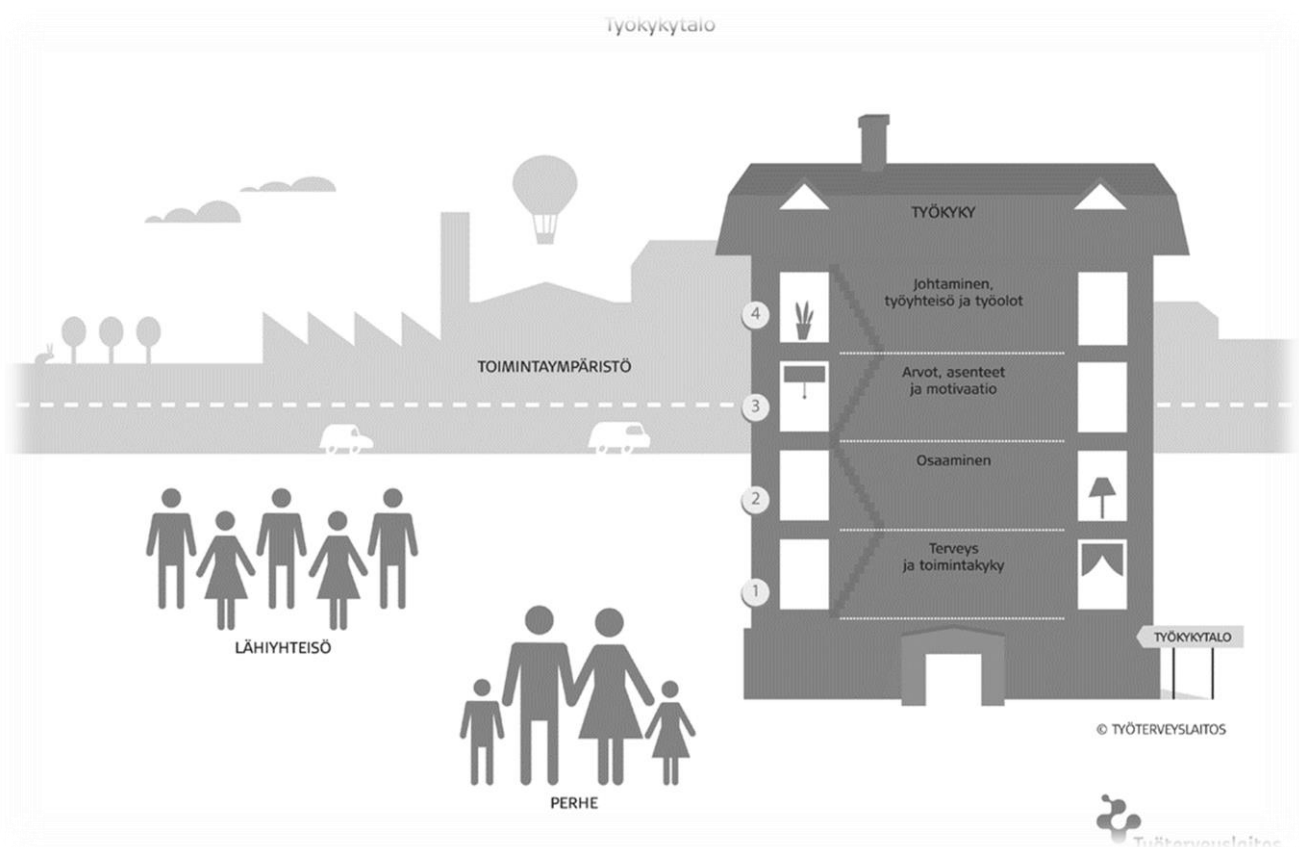 Työkykytalo
TYÖKYKY
Johtaminen,
työyhteisö ja työolot
4
Arvot, asenteet
ja motivaatio
3
Osaaminen
2
Terveys
ja toimintakyky
1
TOIMINTAYMPÄRISTÖ
LÄHIYHTEISÖ
PERHE
TYÖKYKYTALO
© TYÖTERVEYSLAITOS
Työterveyslaitos